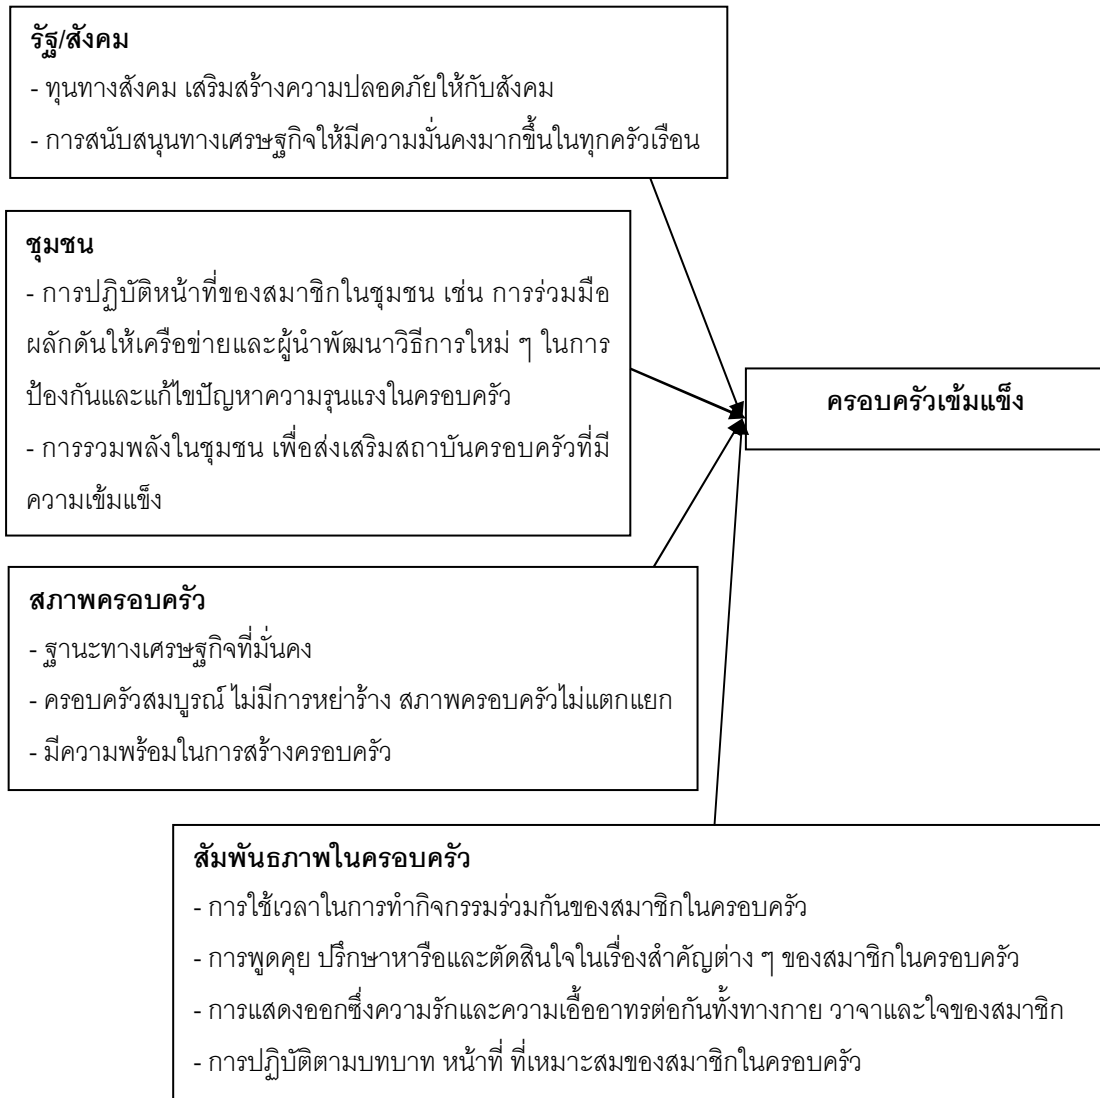 รัฐ/สังคม
- ทุนทางสังคม เสริมสร้างความปลอดภัยให้กับสังคม
- การสนับสนุนทางเศรษฐกิจให้มีความมั่นคงมากขึ้นในทุกครัวเรือน
ชุมชน
- การปฏิบัติหน้าที่ของสมาชิกในชุมชน เช่น การร่วมมือ
ผลักดันให้เครือข่ายและผู้นำพัฒนาวิธีการใหม่ ๆ ในการ
ป้องกันและแก้ไขปัญหาความรุนแรงในครอบครัว
- การรวมพลังในชุมชน เพื่อส่งเสริมสถาบันครอบครัวที่มี
ความเข้มแข็ง
ครอบครัวเข้มแข็ง
สภาพครอบครัว
- ฐานะทางเศรษฐกิจที่มั่นคง
- ครอบครัวสมบูรณ์ ไม่มีการหย่าร้าง สภาพครอบครัวไม่แตกแยก
- มีความพร้อมในการสร้างครอบครัว
สัมพันธภาพในครอบครัว
- การใช้เวลาในการทำกิจกรรมร่วมกันของสมาชิกในครอบครัว
- การพูดคุย ปรึกษาหารือและตัดสินใจในเรื่องสำคัญต่าง ๆ ของสมาชิกในครอบครัว
- การแสดงออกซึ่งความรักและความเอื้ออาทรต่อกันทั้งทางกาย วาจาและใจของสมาชิก
- การปฏิบัติตามบทบาท หน้าที่ ที่เหมาะสมของสมาชิกในครอบครัว